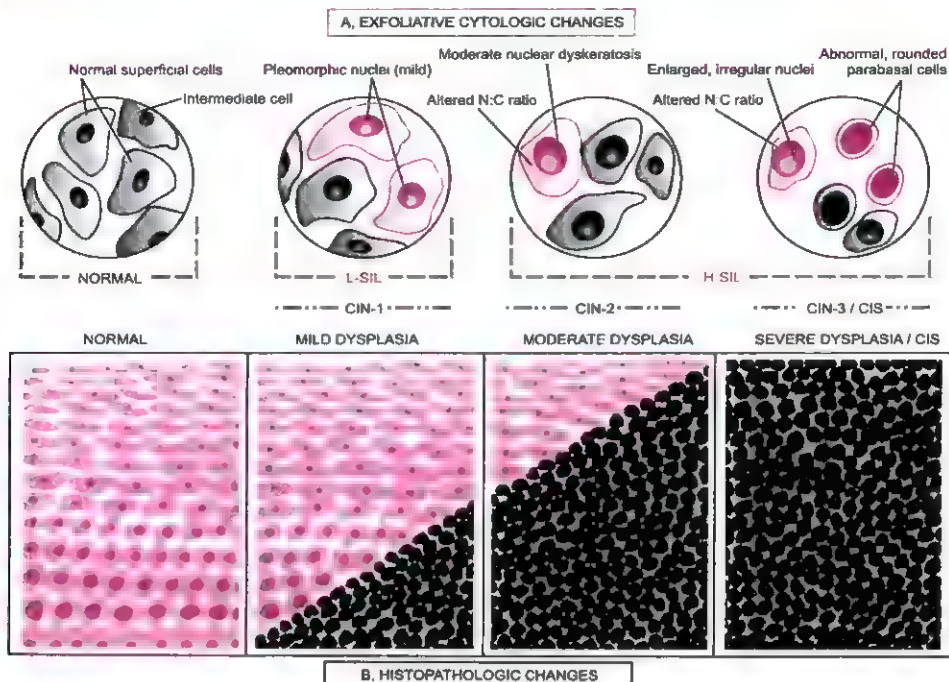 A, EXFOLIATIVE CYTOLOGIC CHANGES
Normal superficial cells
Intermediate cell
NORMAL
Pleomorphic nuclei (mild)
L-SIL
CIN-1
Moderate nuclear dyskeratosis
Altered N:C ratio
CIN-2
Enlarged, irregular nuclei
Altered N:C ratio
Abnormal, rounded
parabasal cells
H SIL
CIN-3 / CIS
NORMAL
MILD DYSPLASIA
MODERATE DYSPLASIA
SEVERE DYSPLASIA / CIS
B, HISTOPATHOLOGIC CHANGES